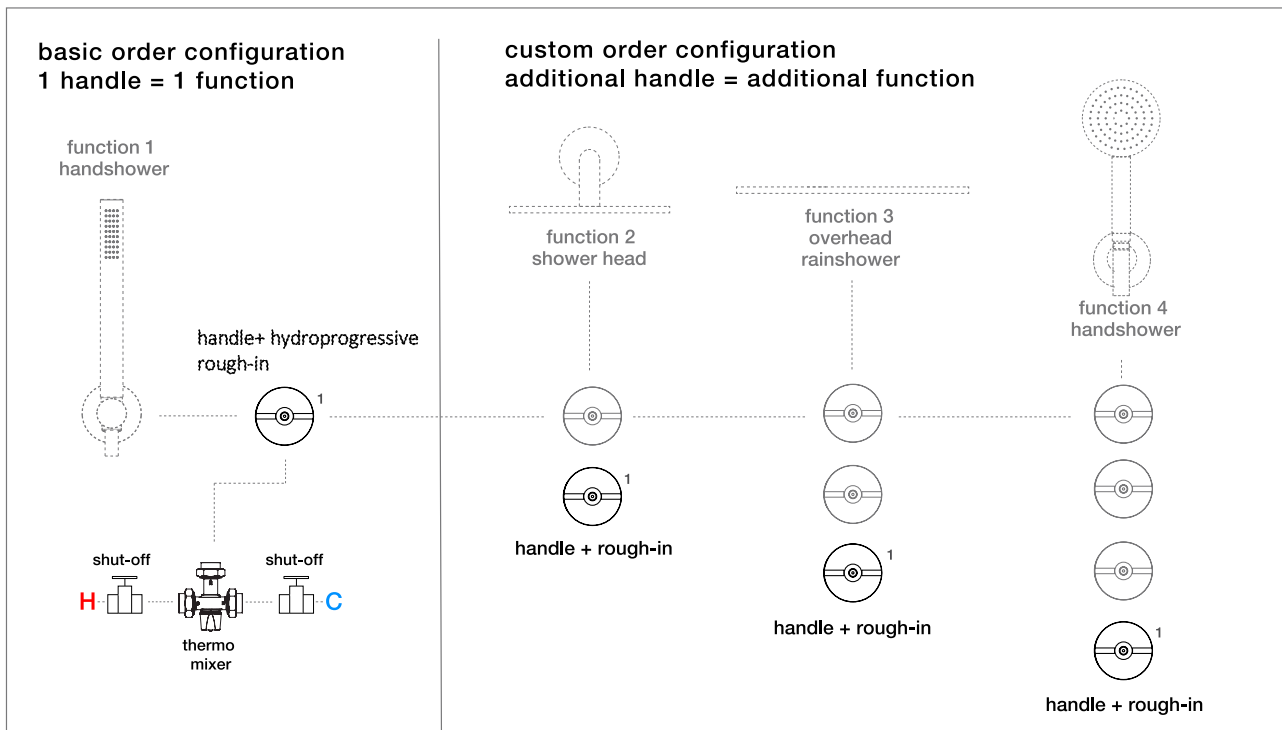 basic order configuration
1 handle = 1 function
function 1
handshower
handle+ hydroprogressive
rough-in
1
shut-off
shut-off
H
C
thermo
mixer
custom order configuration
additional handle = additional function
function 2
shower head
function 3
overhead
rainshower
function 4
handshower
1
handle + rough-in
1
handle + rough-in
1
handle + rough-in